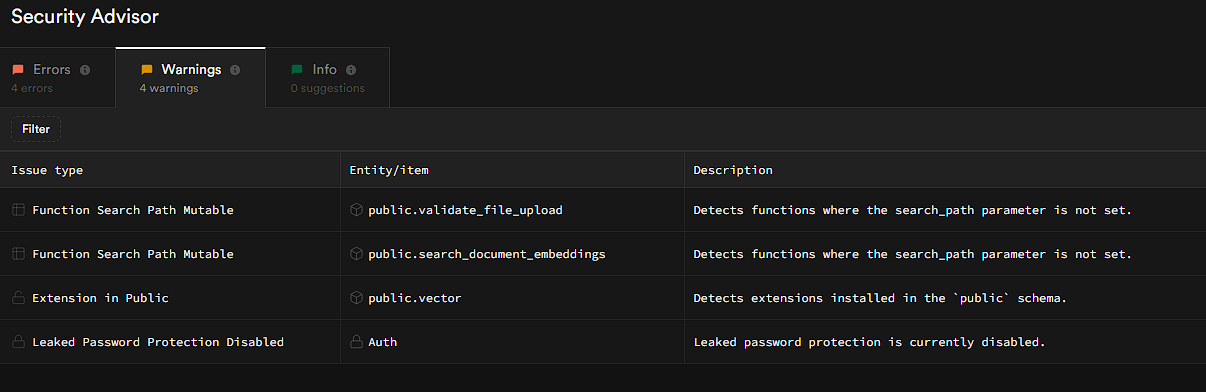 Security Advisor
Errors
4 errors
Warnings
4 warnings
Info
0 suggestions
Filter
Issue type Entity/item Description
Function Search Path Mutable public.validate_file_upload Detects functions where the search_path parameter is not set.
Function Search Path Mutable public.search_document_embeddings Detects functions where the search_path parameter is not set.
Extension in Public public.vector Detects extensions installed in the `public` schema.
Leaked Password Protection Disabled Auth Leaked password protection is currently disabled.